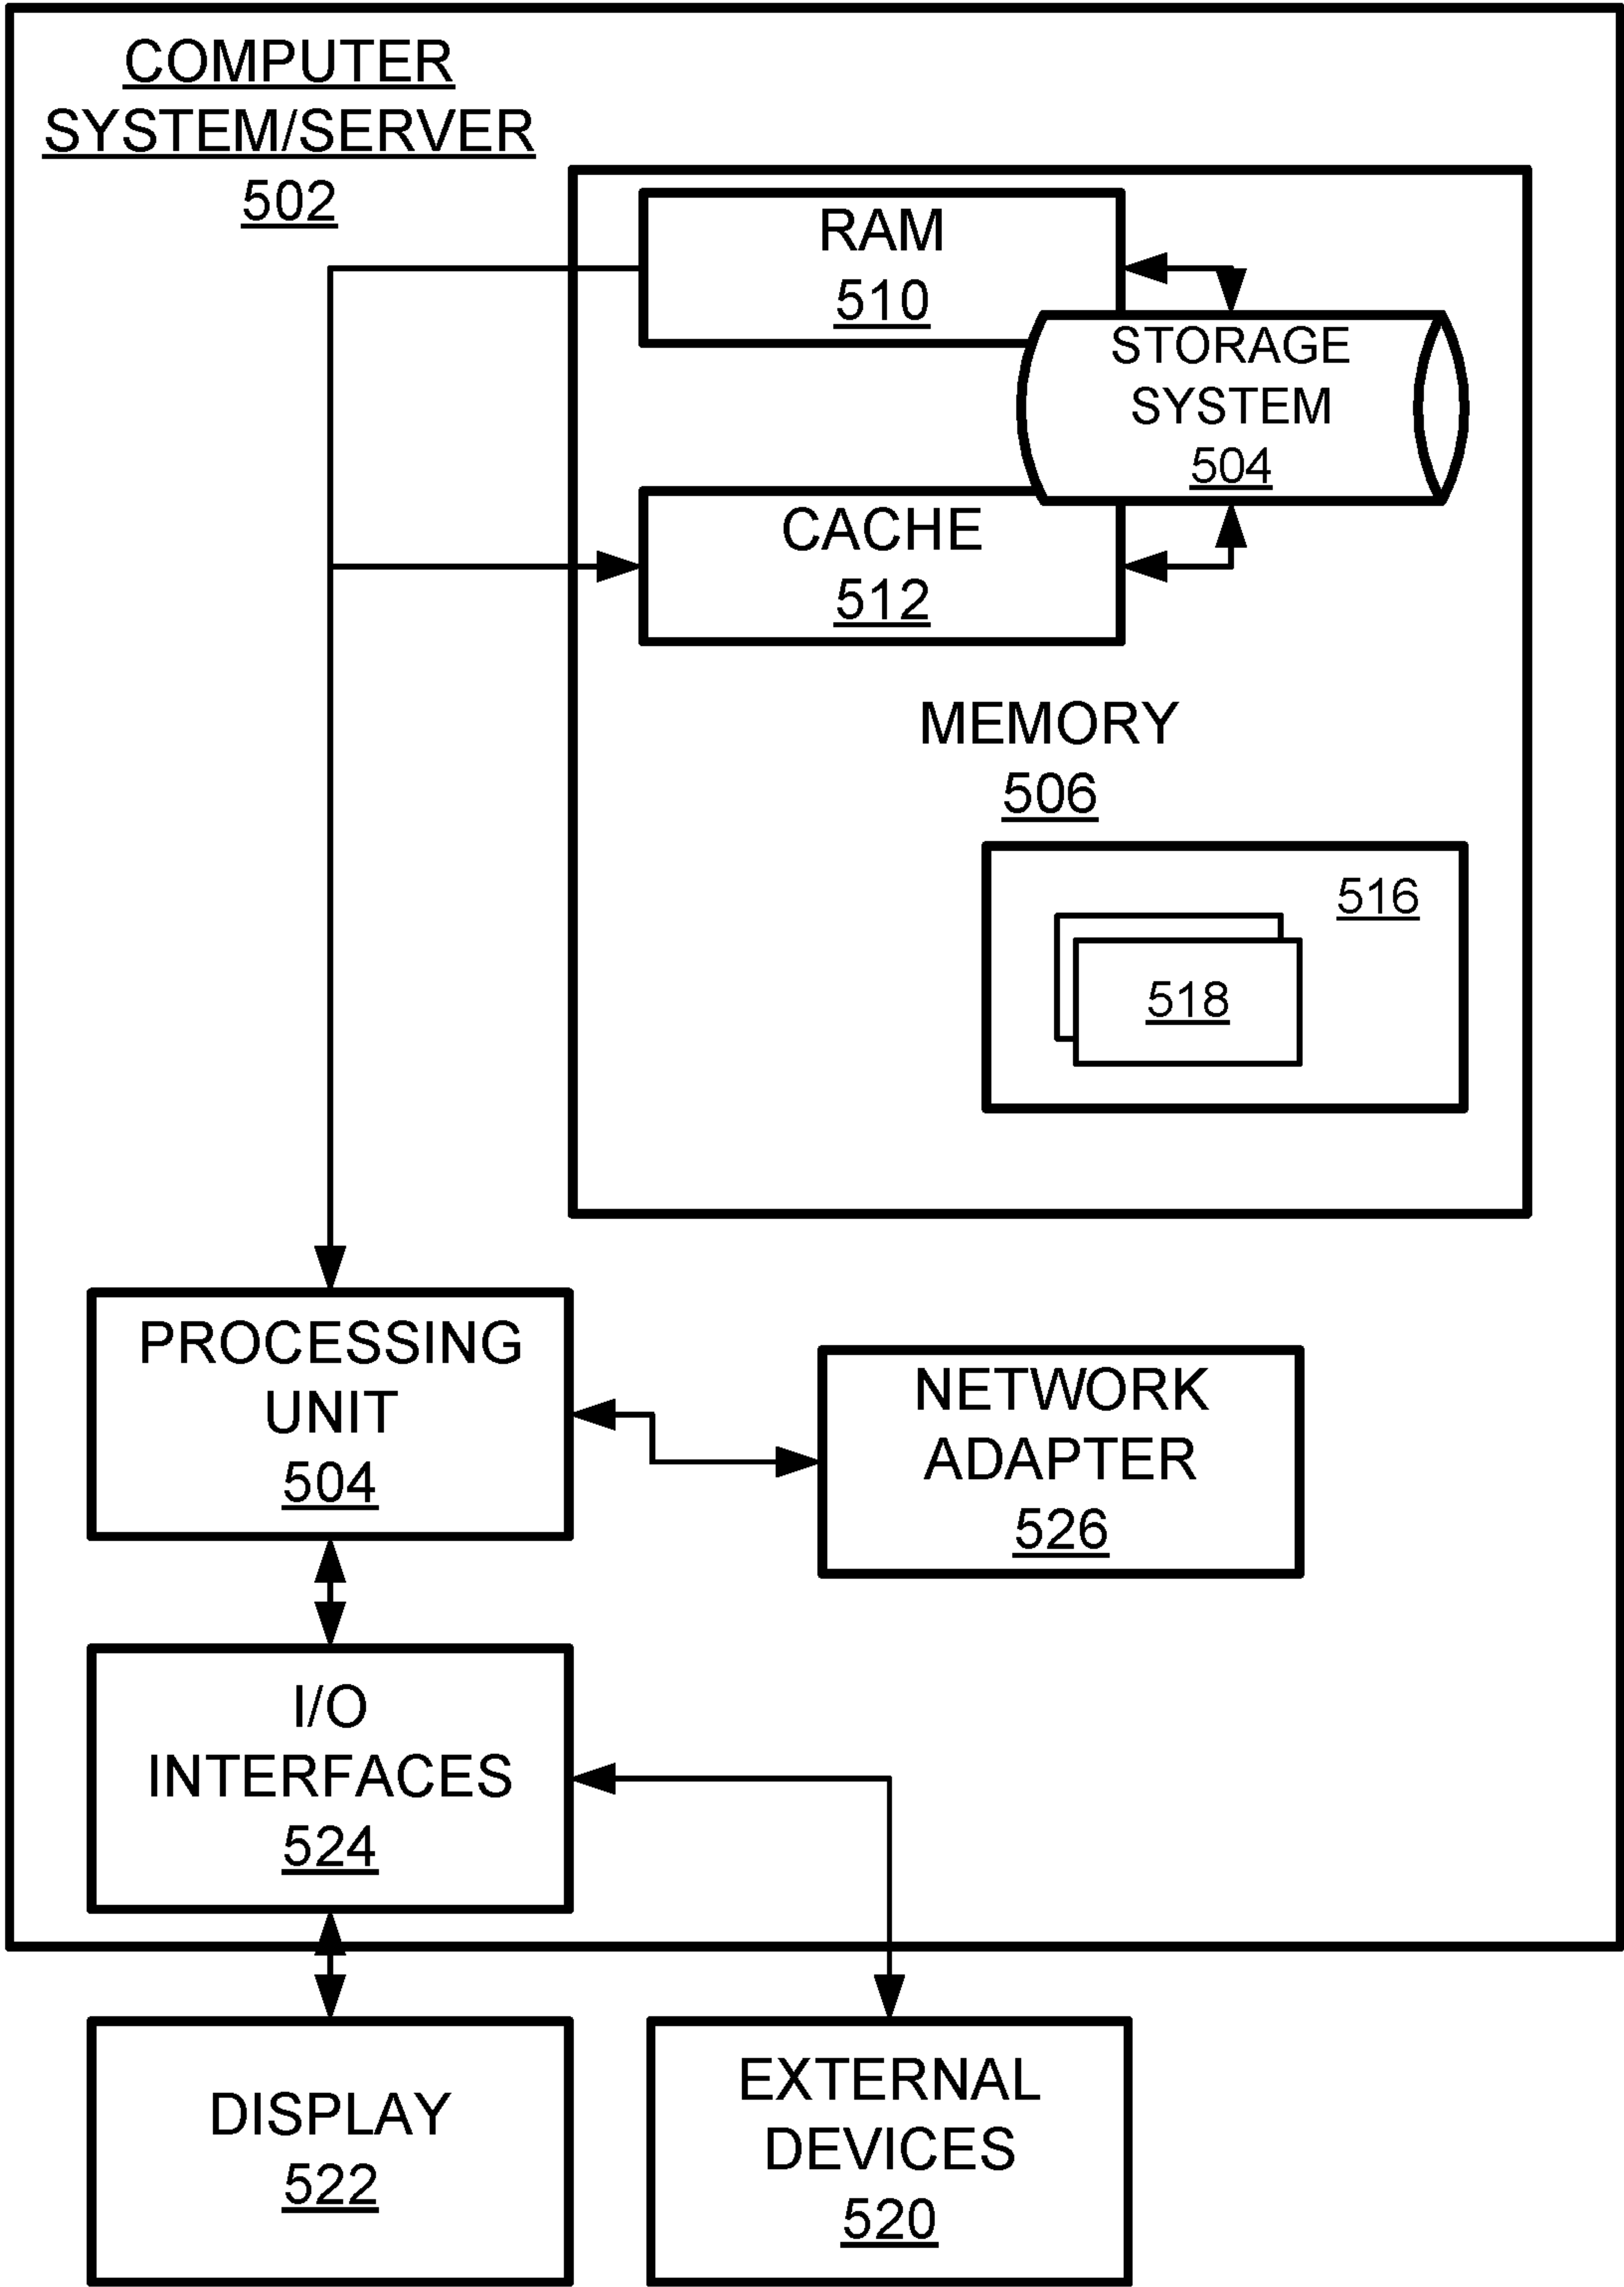 COMPUTER
SYSTEM/SERVER
502
RAM
510
STORAGE
SYSTEM
504
CACHE
512
MEMORY
506
516
518
PROCESSING
UNIT
504
NETWORK
ADAPTER
526
I/O
INTERFACES
524
DISPLAY
522
EXTERNAL
DEVICES
520